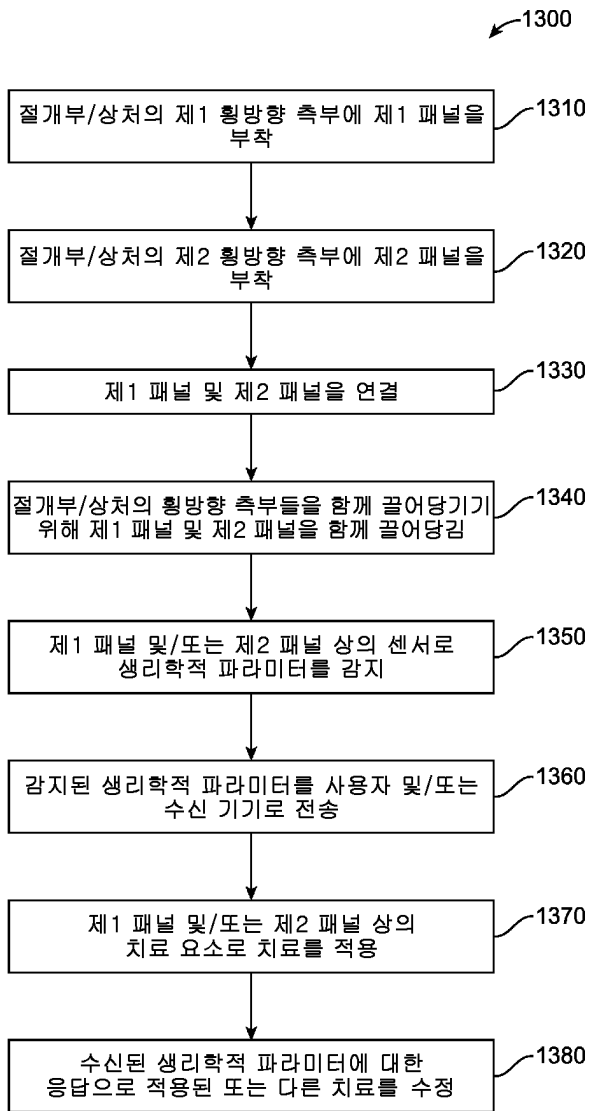 1300
절개부/상처의 제1 횡방향 측부에 제1 패널을
부착
1310
절개부/상처의 제2 횡방향 측부에 제2 패널을
부착
1320
제1 패널 및 제2 패널을 연결
1330
절개부/상처의 횡방향 측부들을 함께 끌어당기기
위해 제1 패널 및 제2 패널을 함께 끌어당김
1340
제1 패널 및/또는 제2 패널 상의 센서로
생리학적 파라미터를 감지
1350
감지된 생리학적 파라미터를 사용자 및/또는
수신 기기로 전송
1360
제1 패널 및/또는 제2 패널 상의
치료 요소로 치료를 적용
1370
수신된 생리학적 파라미터에 대한
응답으로 적용된 또는 다른 치료를 수정
1380